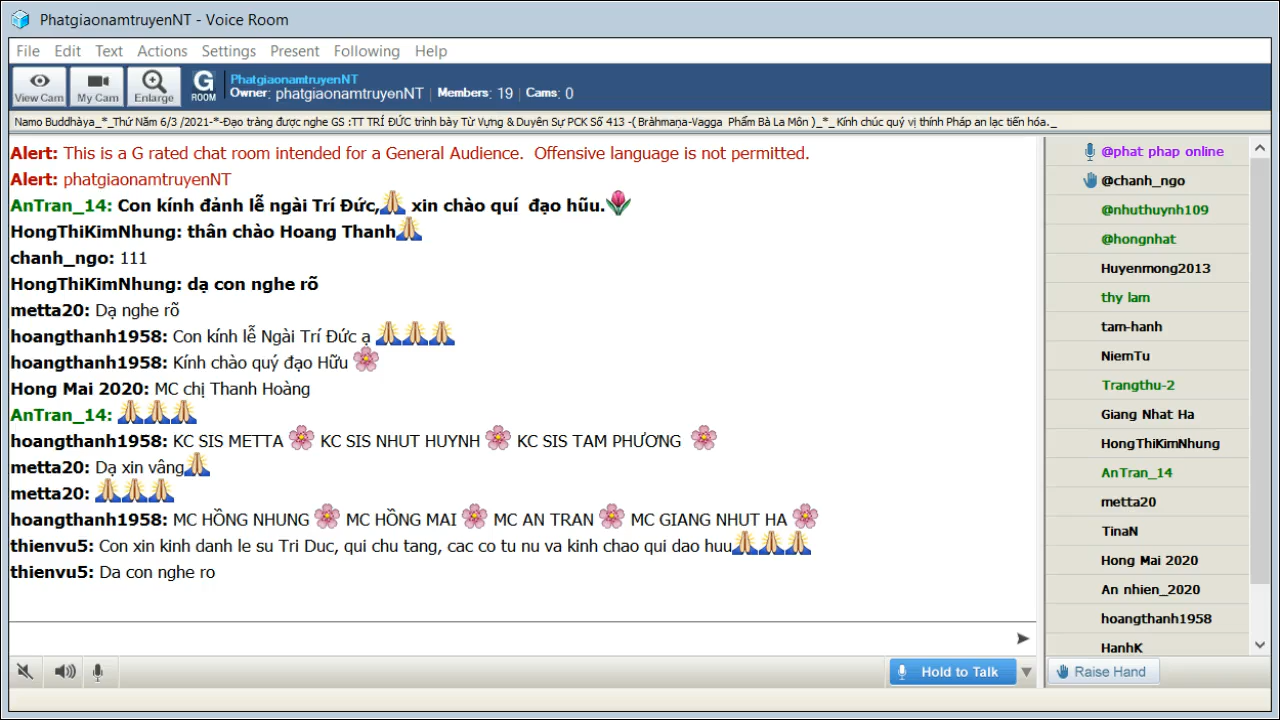 PhatgiaonamtruyenNT - Voice Room
File Edit Text Actions Settings Present Following Help
View Cam My Cam Enlarge G ROOM
PhatgiaonamtruyenNT
Owner: phatgiaonamtruyenNT | Members: 19 | Cams: 0
Namo Buddhàya_*_Thứ Năm 6/3 /2021-*-Đạo tràng được nghe GS :TT TRÍ ĐỨC trình bày Từ Vựng & Duyên Sự PCK Số 413 -( Bràhmaṇa-Vagga Phẩm Bà La Môn )_*_ Kính chúc quý vị thính Pháp an lạc tiến hóa._
Alert: This is a G rated chat room intended for a General Audience. Offensive language is not permitted.
Alert: phatgiaonamtruyenNT
AnTran_14: Con kính đảnh lễ ngài Trí Đức, xin chào quí đạo hữu.
HongThiKimNhung: thân chào Hoang Thanh
chanh_ngo: 111
HongThiKimNhung: dạ con nghe rõ
metta20: Dạ nghe rõ
hoangthanh1958: Con kính lễ Ngài Trí Đức ạ
hoangthanh1958: Kính chào quý đạo Hữu
Hong Mai 2020: MC chị Thanh Hoàng
AnTran_14:
hoangthanh1958: KC SIS METTA KC SIS NHUT HUYNH KC SIS TAM PHƯƠNG
metta20: Dạ xin vâng
metta20:
hoangthanh1958: MC HỒNG NHUNG MC HỒNG MAI MC AN TRAN MC GIANG NHUT HA
thienvu5: Con xin kinh danh le su Tri Duc, qui chu tang, cac co tu nu va kinh chao qui dao huu
thienvu5: Da con nghe ro
@phat phap online
@chanh_ngo
@nhuthuynh109
@hongnhat
Huyenmong2013
thy lam
tam-hanh
NiemTu
Trangthu-2
Giang Nhat Ha
HongThiKimNhung
AnTran_14
metta20
TinaN
Hong Mai 2020
An nhien_2020
hoangthanh1958
HanhK
Hold to Talk
Raise Hand